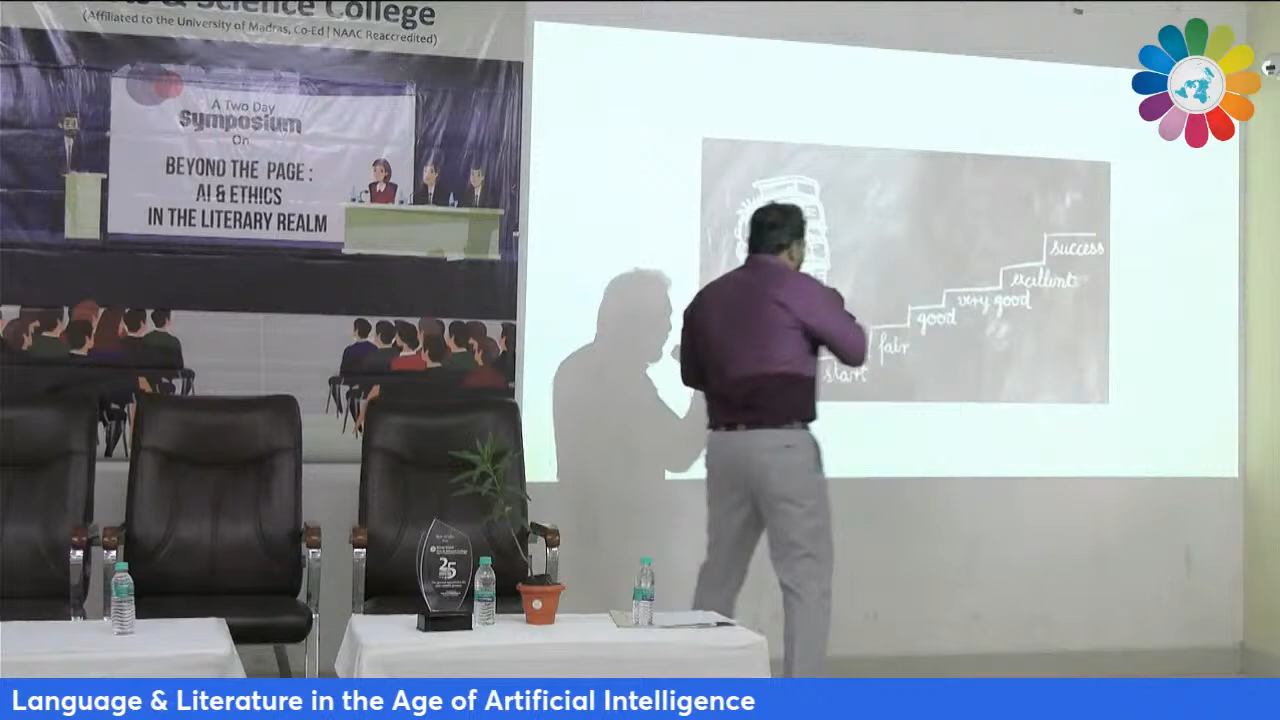 & Science College
(Affiliated to the University of Madras, Co-Ed | NAAC Reaccredited)
A Two Day
Symposium
On
BEYOND THE PAGE :
AI & ETHICS
IN THE LITERARY REALM
success
excellent
very good
good
fair
start
25
Language & Literature in the Age of Artificial Intelligence